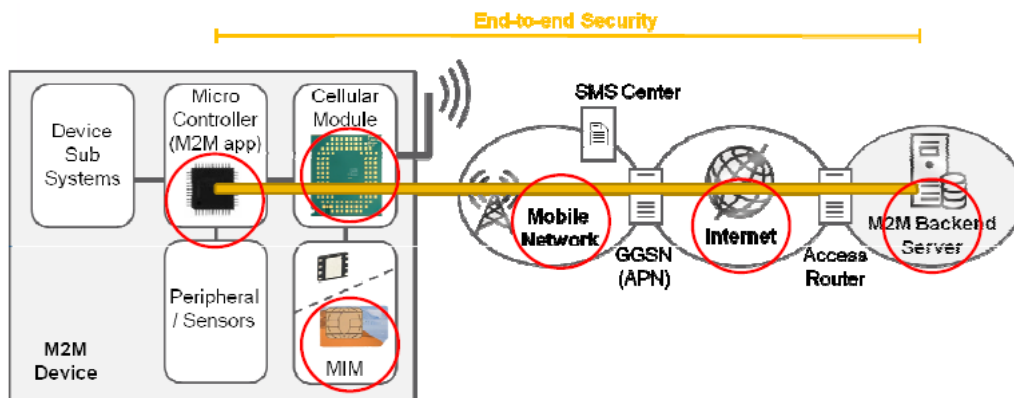 End-to-end Security
Device
Sub
Systems
Micro
Controller
(M2M app)
Cellular
Module
Peripheral
/ Sensors
MIM
M2M
Device
SMS Center
Mobile
Network
GGSN
(APN)
Internet
Access
Router
M2M Backend
Server